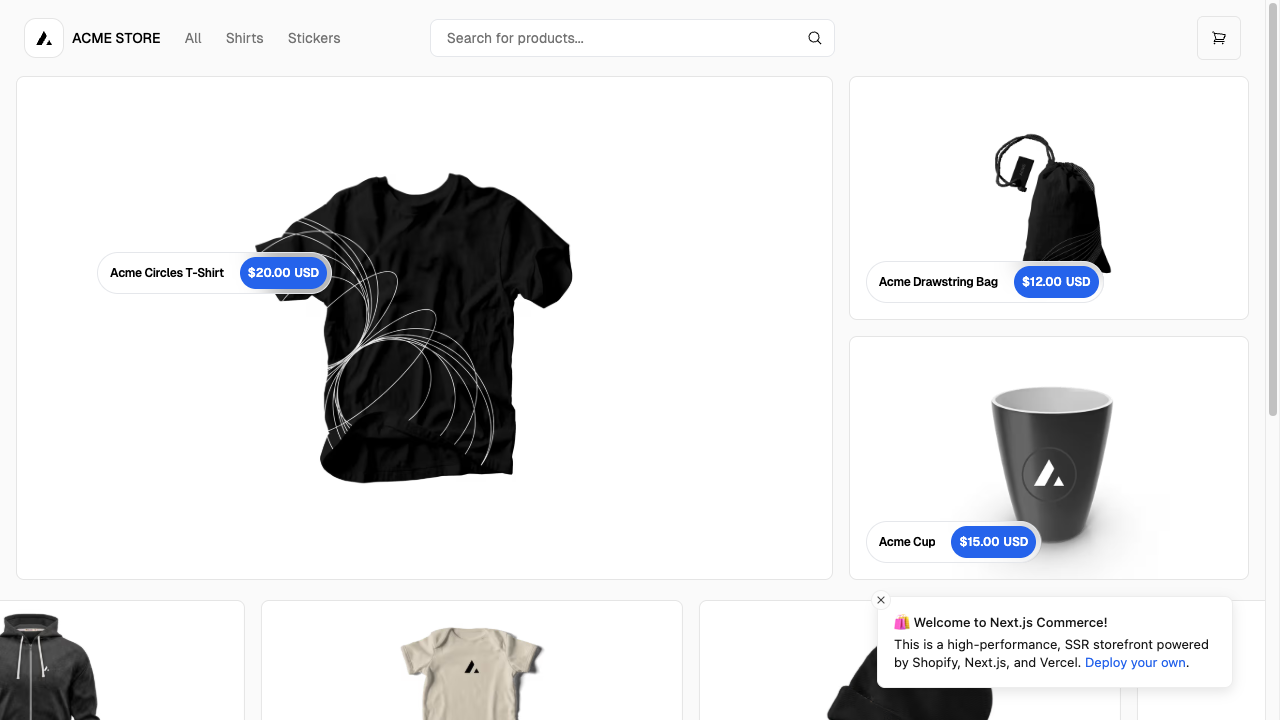 ACME STORE
All
Shirts
Stickers
Search for products...
Acme Circles T-Shirt
$20.00 USD
Acme Drawstring Bag
$12.00 USD
Acme Cup
$15.00 USD
🛍️ Welcome to Next.js Commerce!
This is a high-performance, SSR storefront powered
by Shopify, Next.js, and Vercel. Deploy your own.